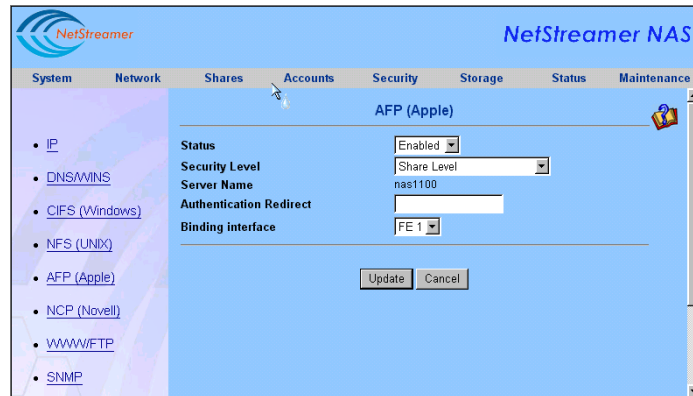 NetStreamer
NetStreamer NAS
System Network Shares Accounts Security Storage Status Maintenance
AFP (Apple)
IP
DNS/WINS
CIFS (Windows)
NFS (UNIX)
AFP (Apple)
NCP (Novell)
WWW/FTP
SNMP
Status Enabled
Security Level Share Level
Server Name nas1100
Authentication Redirect
Binding interface FE 1
Update Cancel